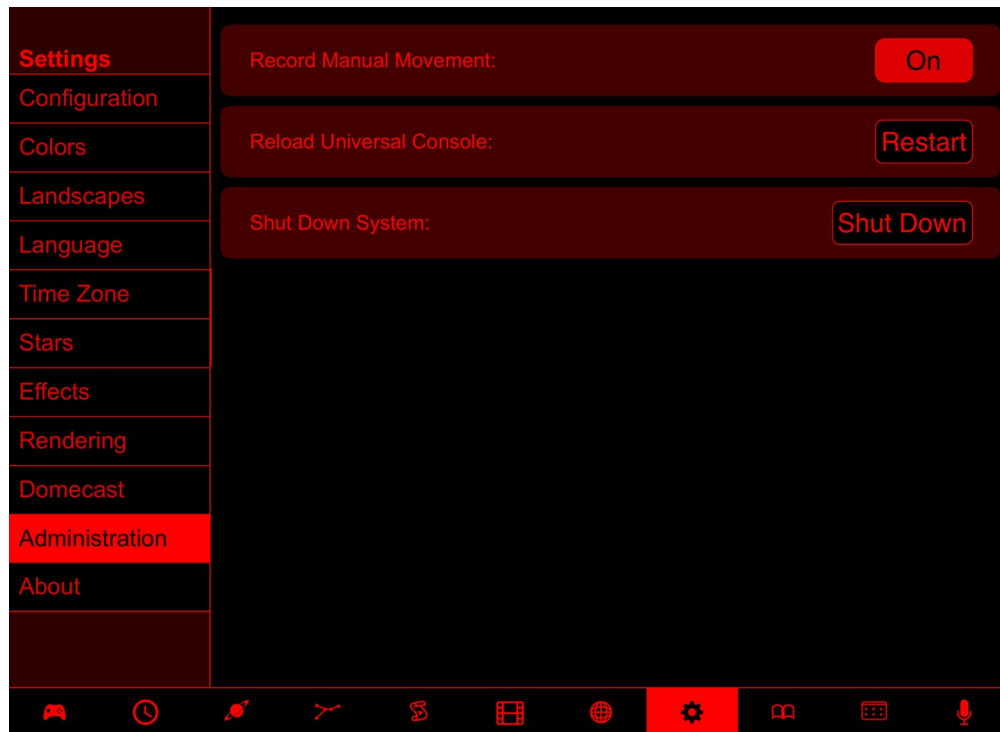 Settings
Configuration
Colors
Landscapes
Language
Time Zone
Stars
Effects
Rendering
Domecast
Administration
About
Record Manual Movement:
On
Reload Universal Console:
Restart
Shut Down System:
Shut Down